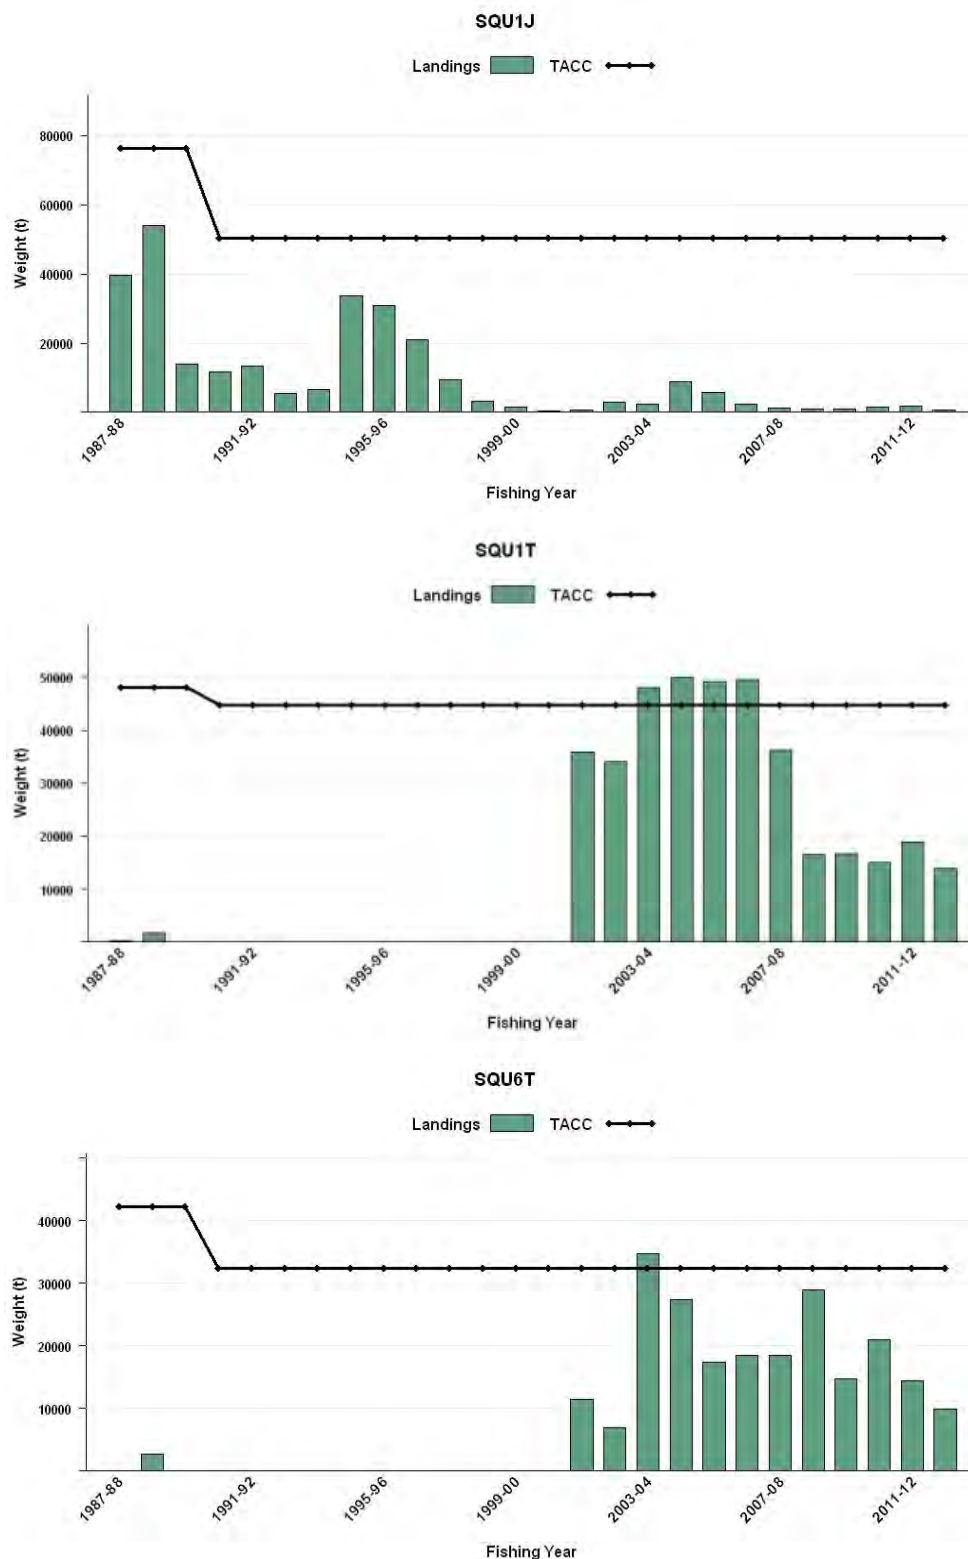 SQU1J
Landings TACC
80000
60000
40000
20000
Weight (t)
1987-88 1991-92 1995-96 1999-00 2003-04 2007-08 2011-12
Fishing Year
SQU1T
Landings TACC
50000
40000
30000
20000
10000
Weight (t)
1987-88 1991-92 1995-96 1999-00 2003-04 2007-08 2011-12
Fishing Year
SQU6T
Landings TACC
40000
30000
20000
10000
Weight (t)
1987-88 1991-92 1995-96 1999-00 2003-04 2007-08 2011-12
Fishing Year